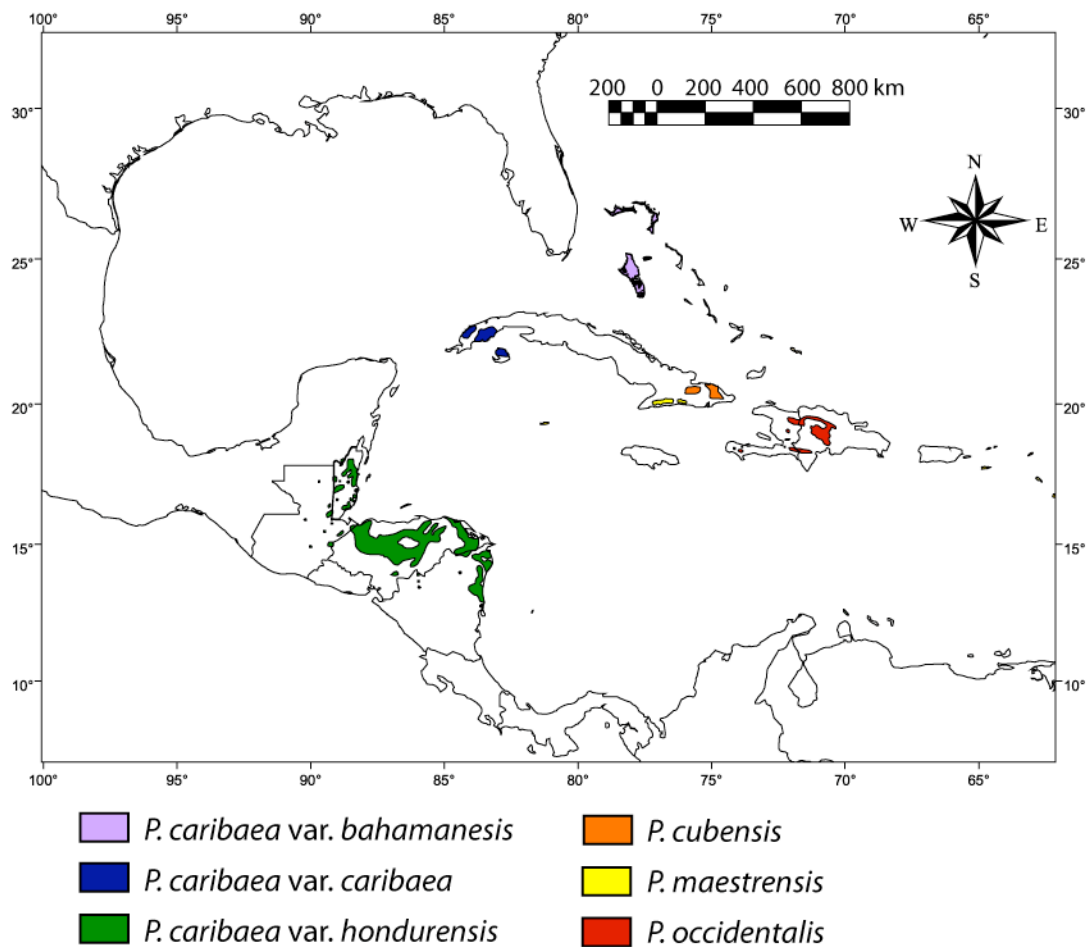 100° 95° 90° 85° 80° 75° 70° 65°
200 0 200 400 600 800 km
30° 30°
N
W E
S
25° 25°
20° 20°
15° 15°
10° 10°
100° 95° 90° 85° 80° 75° 70° 65°
P. caribaea var. bahamanesis P. cubensis
P. caribaea var. caribaea P. maestrensis
P. caribaea var. hondurensis P. occidentalis